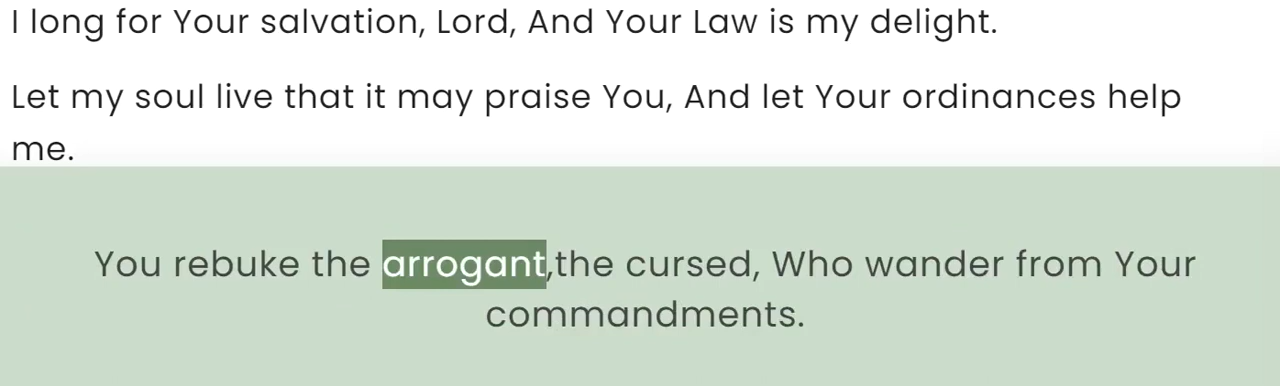 I long for Your salvation, Lord, And Your Law is my delight.
Let my soul live that it may praise You, And let Your ordinances help
me.
You rebuke the arrogant,the cursed, Who wander from Your
commandments.